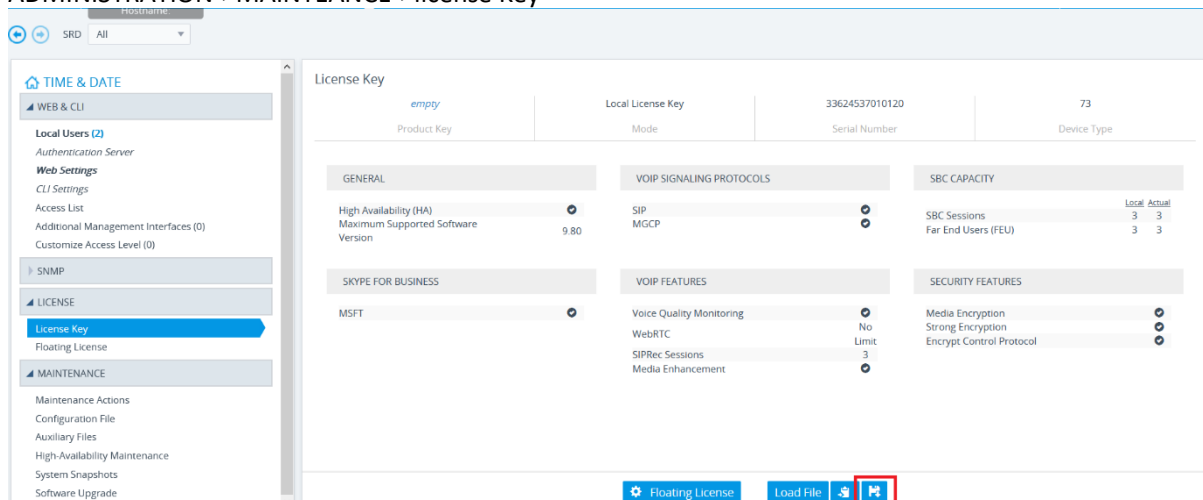 ADMINISTRATION > MAINTEANCE > license Key
Hostname
SRD All
TIME & DATE
WEB & CLI
Local Users (2)
Authentication Server
Web Settings
CLI Settings
Access List
Additional Management Interfaces (0)
Customize Access Level (0)
SNMP
LICENSE
License Key
Floating License
MAINTENANCE
Maintenance Actions
Configuration File
Auxiliary Files
High-Availability Maintenance
System Snapshots
Software Upgrade
License Key
empty Local License Key 33624537010120 73
Product Key Mode Serial Number Device Type
GENERAL
High Availability (HA)
Maximum Supported Software Version 9.80
VOIP SIGNALING PROTOCOLS
SIP
MGCP
SBC CAPACITY
Local Actual
SBC Sessions 3 3
Far End Users (FEU) 3 3
SKYPE FOR BUSINESS
MSFT
VOIP FEATURES
Voice Quality Monitoring
WebRTC No Limit
SIPRec Sessions 3
Media Enhancement
SECURITY FEATURES
Media Encryption
Strong Encryption
Encrypt Control Protocol
Floating License Load File